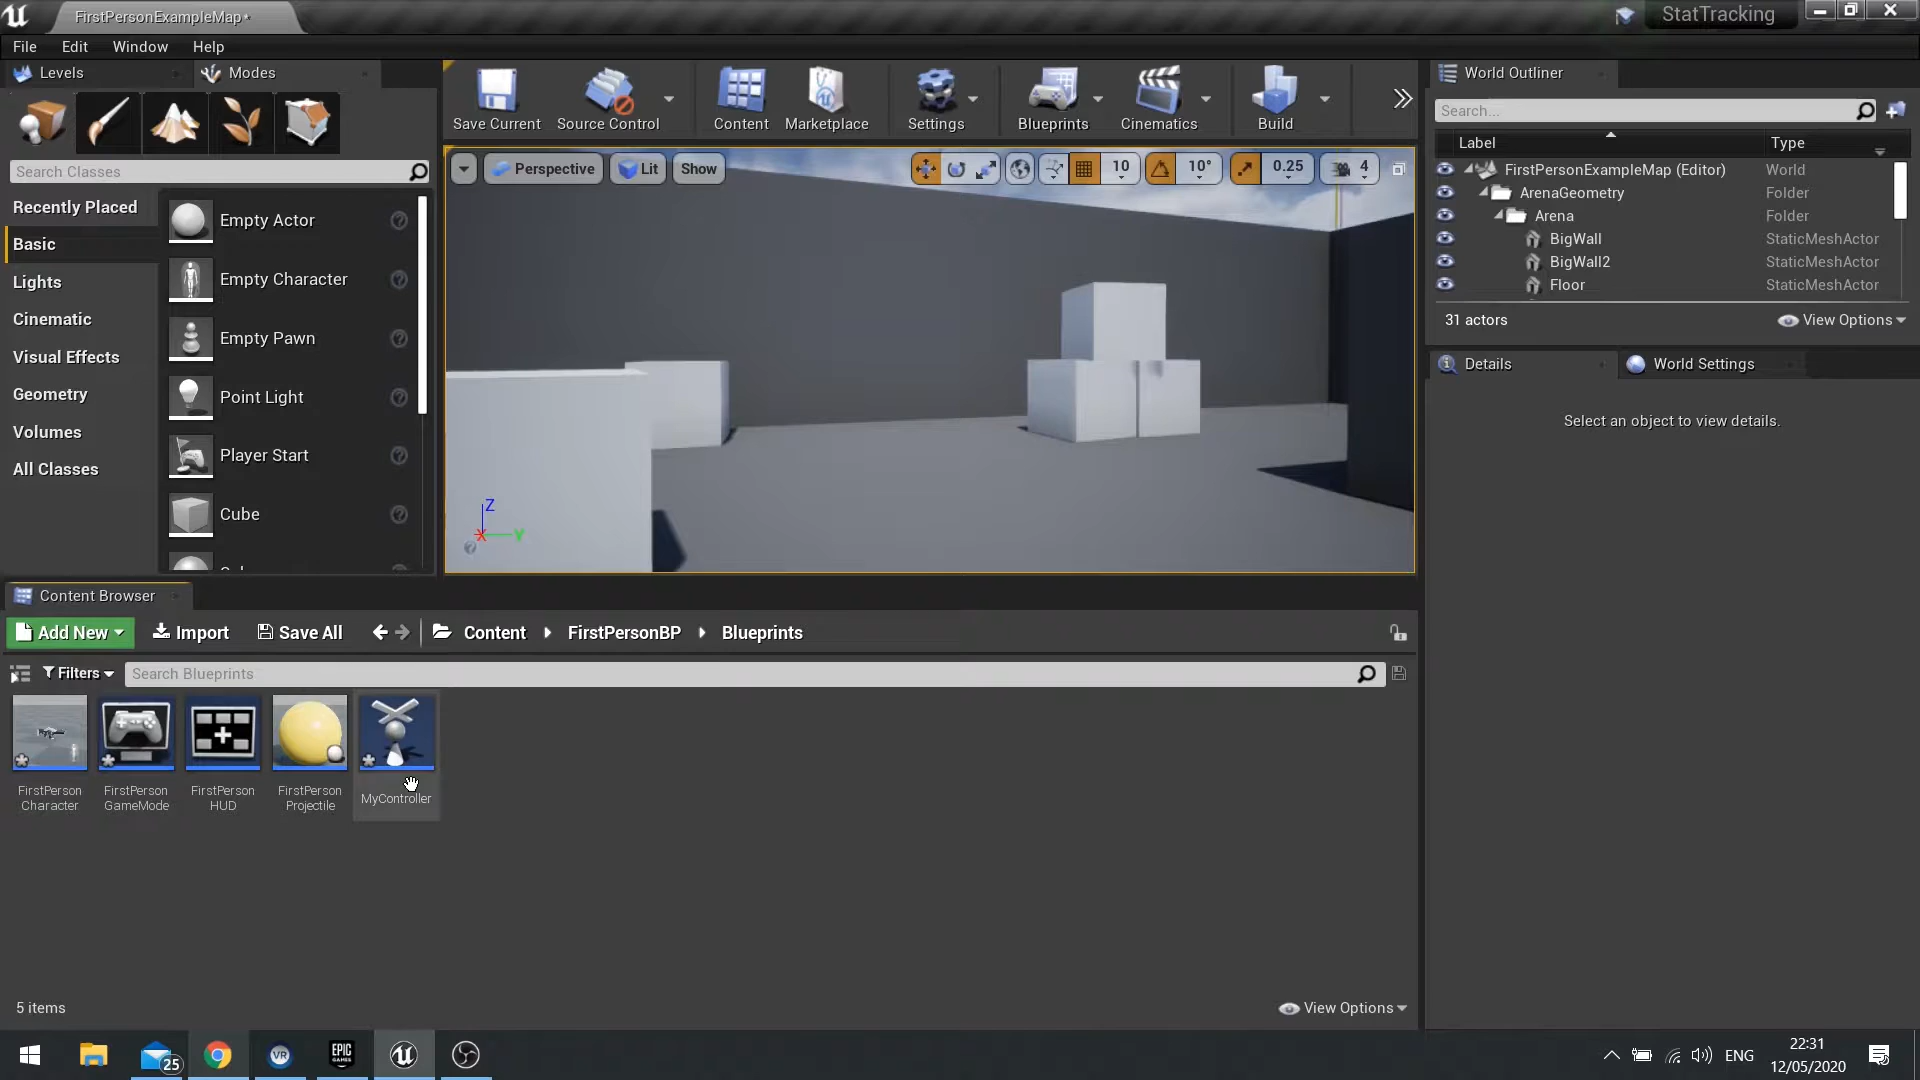 FirstPersonExampleMap*
StatTracking
File Edit Window Help
Levels Modes
Save Current Source Control Content Marketplace Settings Blueprints Cinematics Build
World Outliner
Search...
Label Type
FirstPersonExampleMap (Editor) World
ArenaGeometry Folder
Arena Folder
BigWall StaticMeshActor
BigWall2 StaticMeshActor
Floor StaticMeshActor
31 actors View Options
Details World Settings
Select an object to view details.
Search Classes
Recently Placed
Basic
Lights
Cinematic
Visual Effects
Geometry
Volumes
All Classes
Empty Actor
Empty Character
Empty Pawn
Point Light
Player Start
Cube
Perspective Lit Show 10 10° 0.25 4
Z
X Y
Content Browser
Add New Import Save All Content FirstPersonBP Blueprints
Filters Search Blueprints
FirstPerson
Character
FirstPerson
GameMode
FirstPerson
HUD
FirstPerson
Projectile
MyController
5 items View Options
25 VR EPIC GAMES
ENG 22:31
12/05/2020